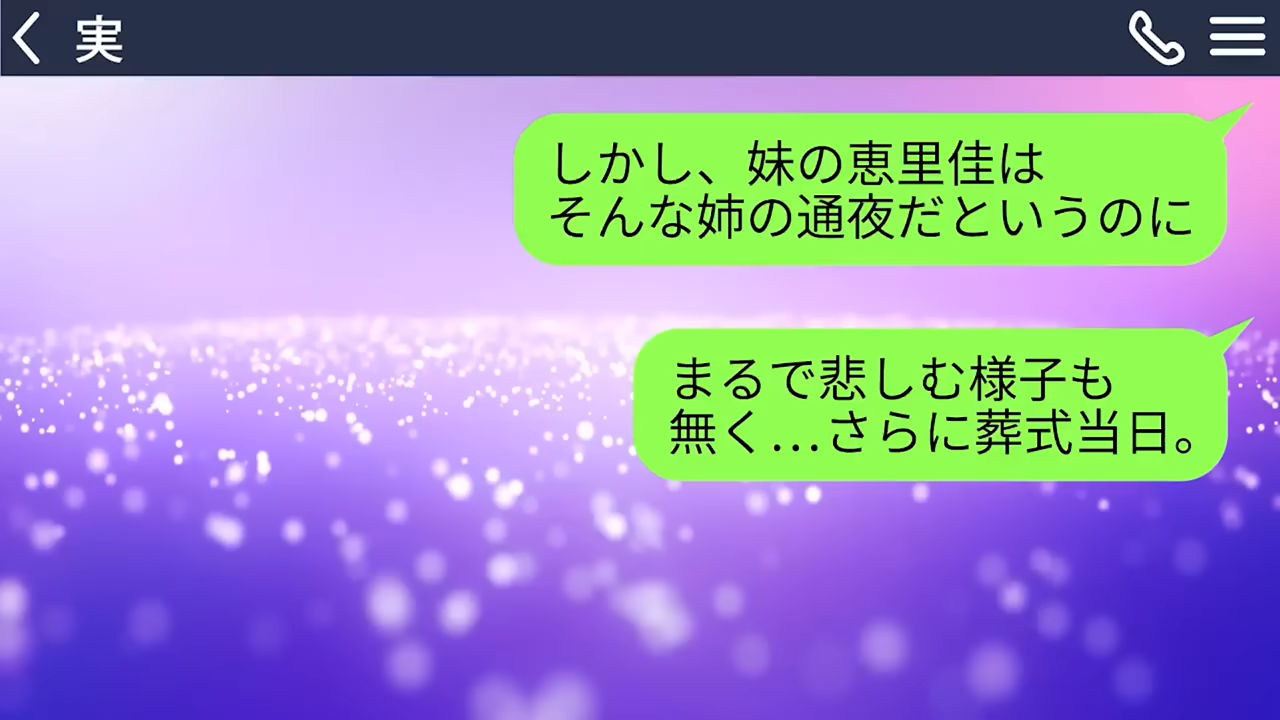 実
しかし、妹の恵里佳は
そんな姉の通夜だというのに
まるで悲しむ様子も
無く…さらに葬式当日。